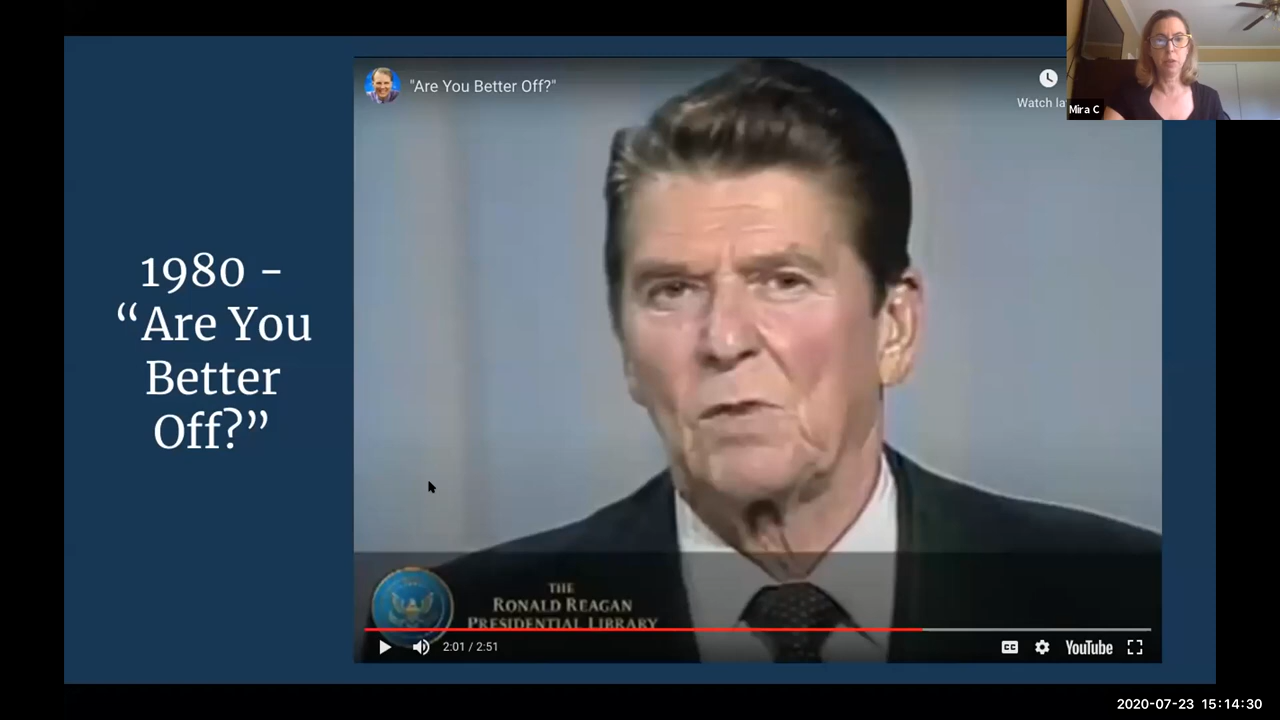 "Are You Better Off?"
Watch la
Mira C
1980 -
“Are You
Better
Off?”
THE
RONALD REAGAN
PRESIDENTIAL LIBRARY
2:01 / 2:51
CC
YouTube
2020-07-23 15:14:30